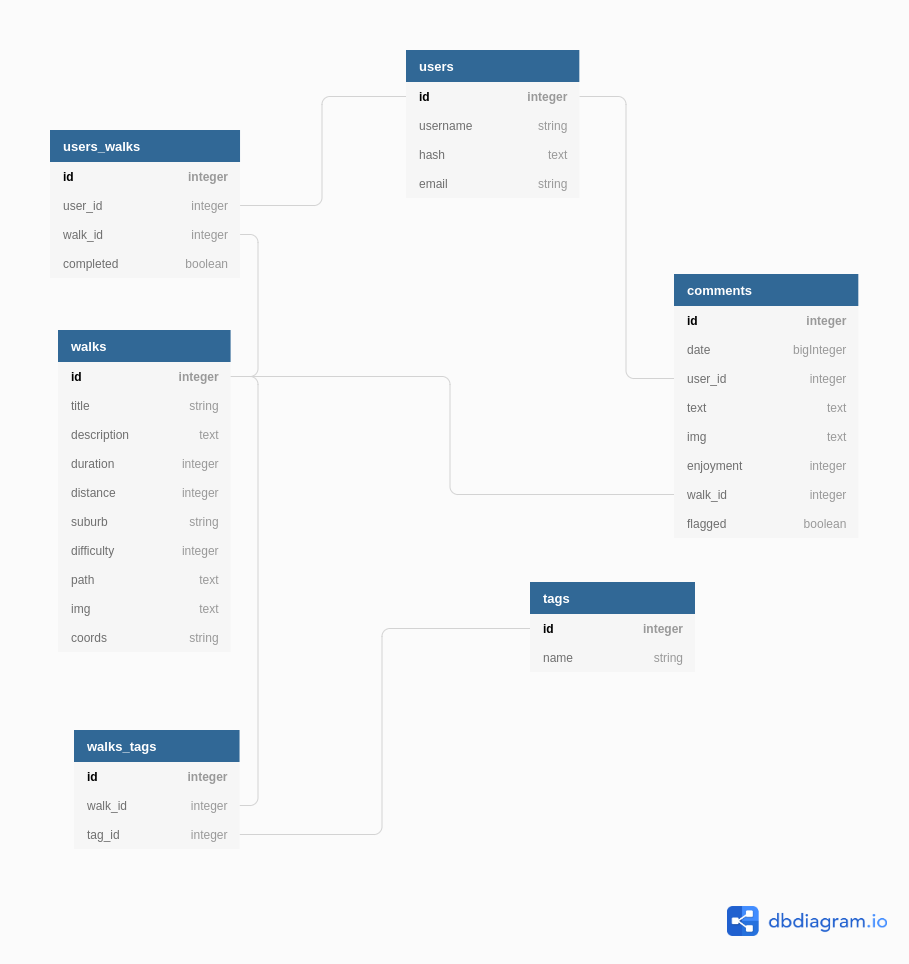 users
id integer
username string
hash text
email string
users_walks
id integer
user_id integer
walk_id integer
completed boolean
comments
id integer
date bigInteger
user_id integer
text text
img text
enjoyment integer
walk_id integer
flagged boolean
walks
id integer
title string
description text
duration integer
distance integer
suburb string
difficulty integer
path text
img text
coords string
tags
id integer
name string
walks_tags
id integer
walk_id integer
tag_id integer
dbdiagram.io